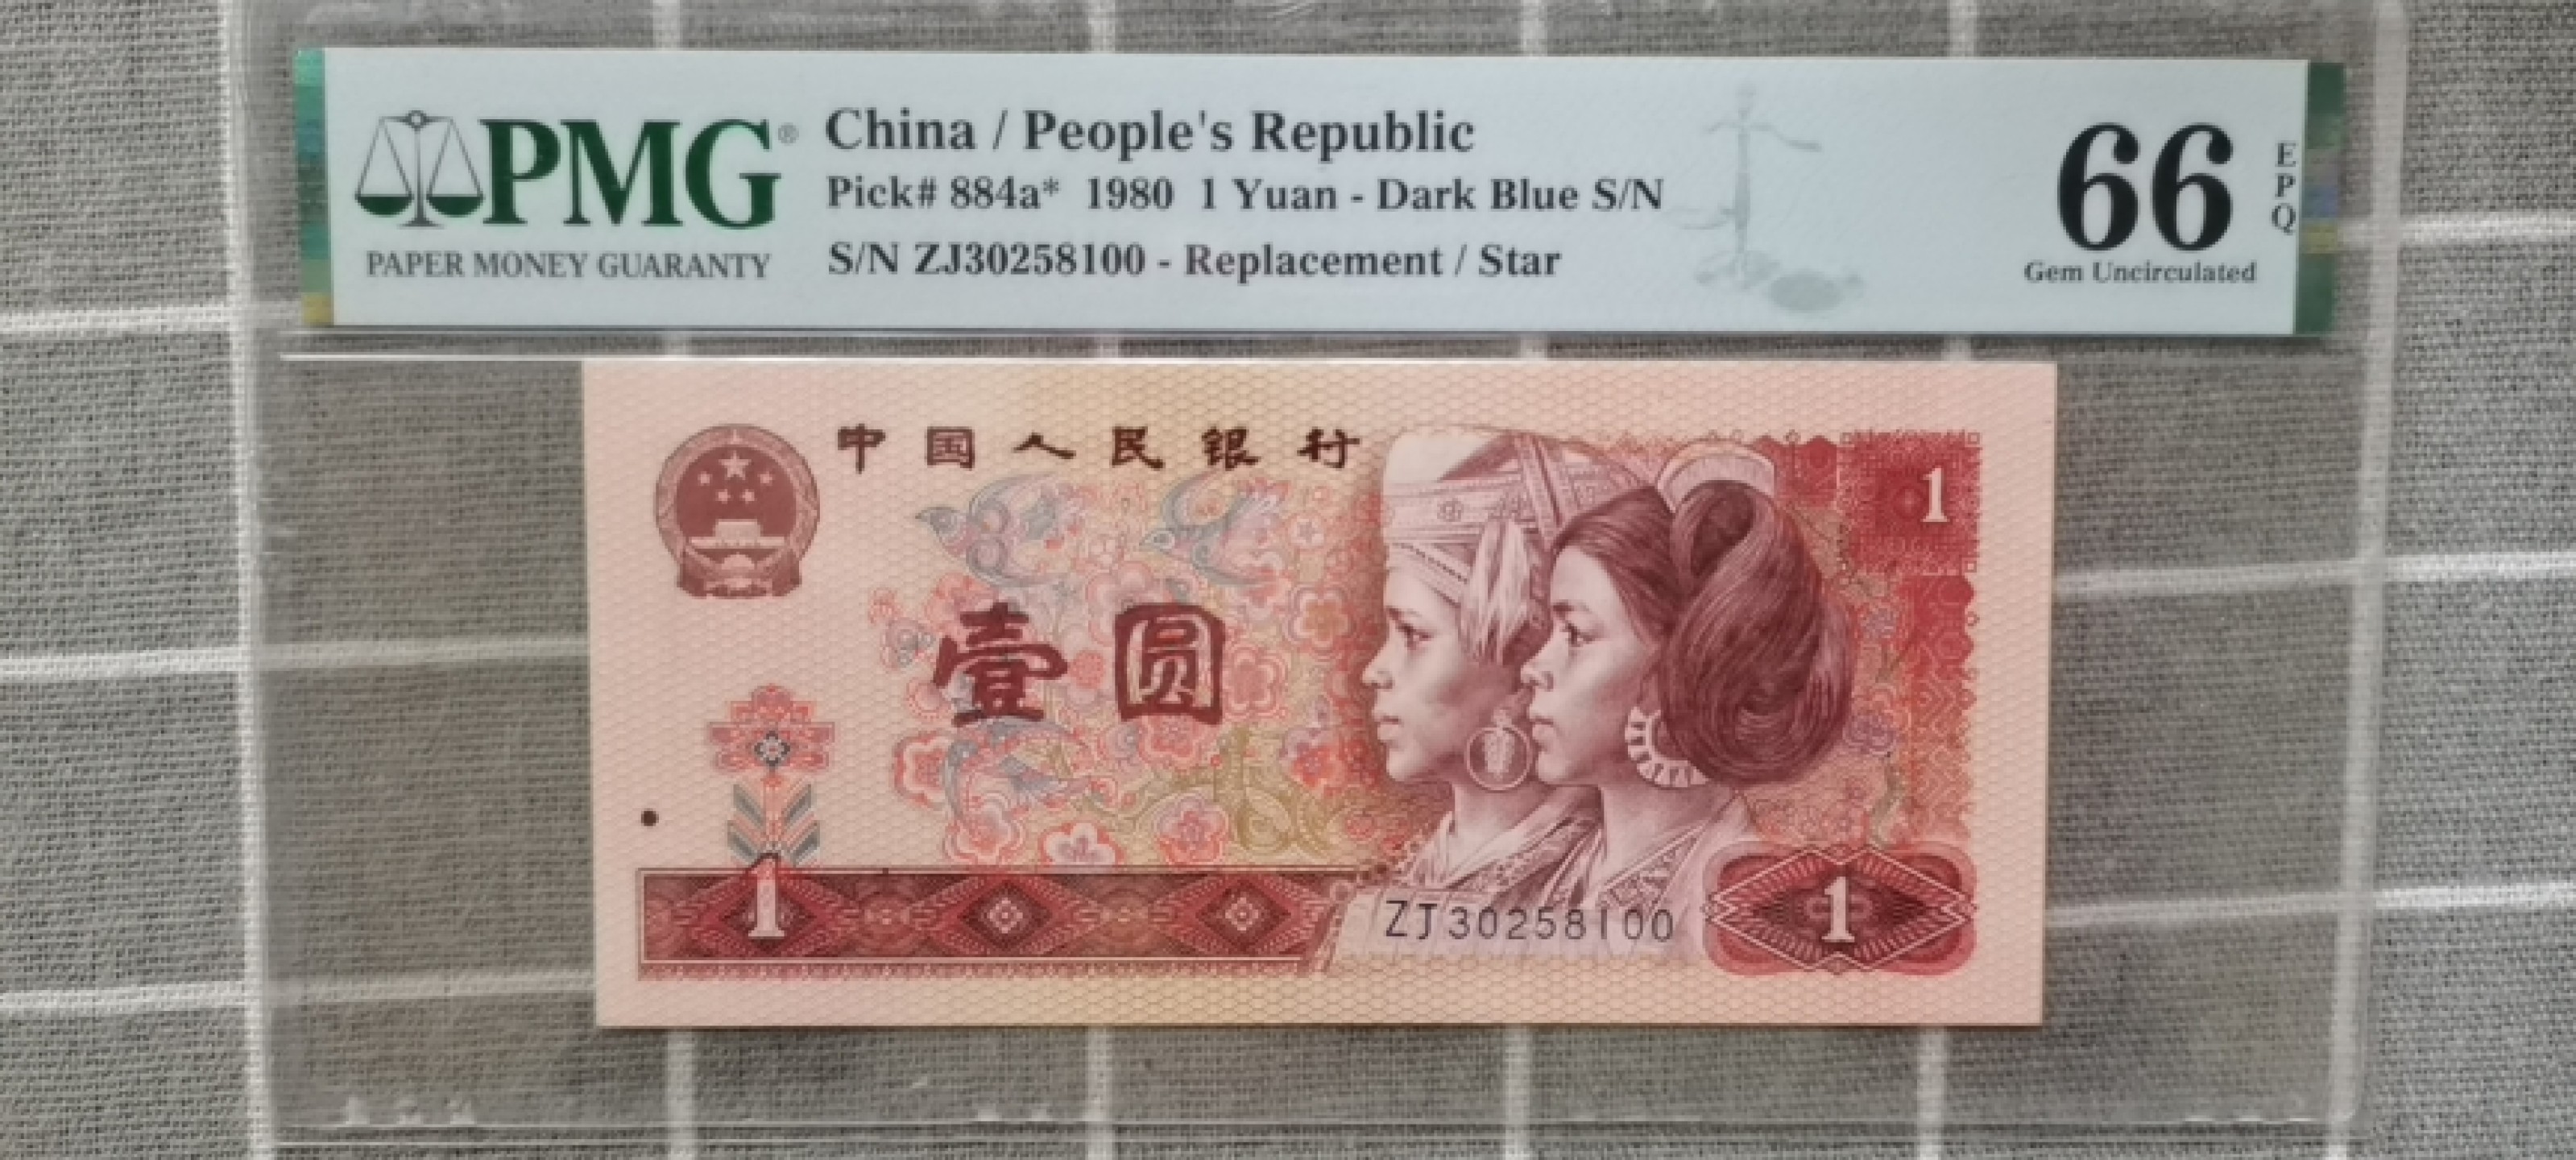 PMG®
PAPER MONEY GUARANTY
China / People's Republic
Pick# 884a* 1980 1 Yuan - Dark Blue S/N
S/N ZJ30258100 - Replacement / Star
66
EPQ
Gem Uncirculated
中国人民银行
1
壹圆
1
ZJ30258100
1